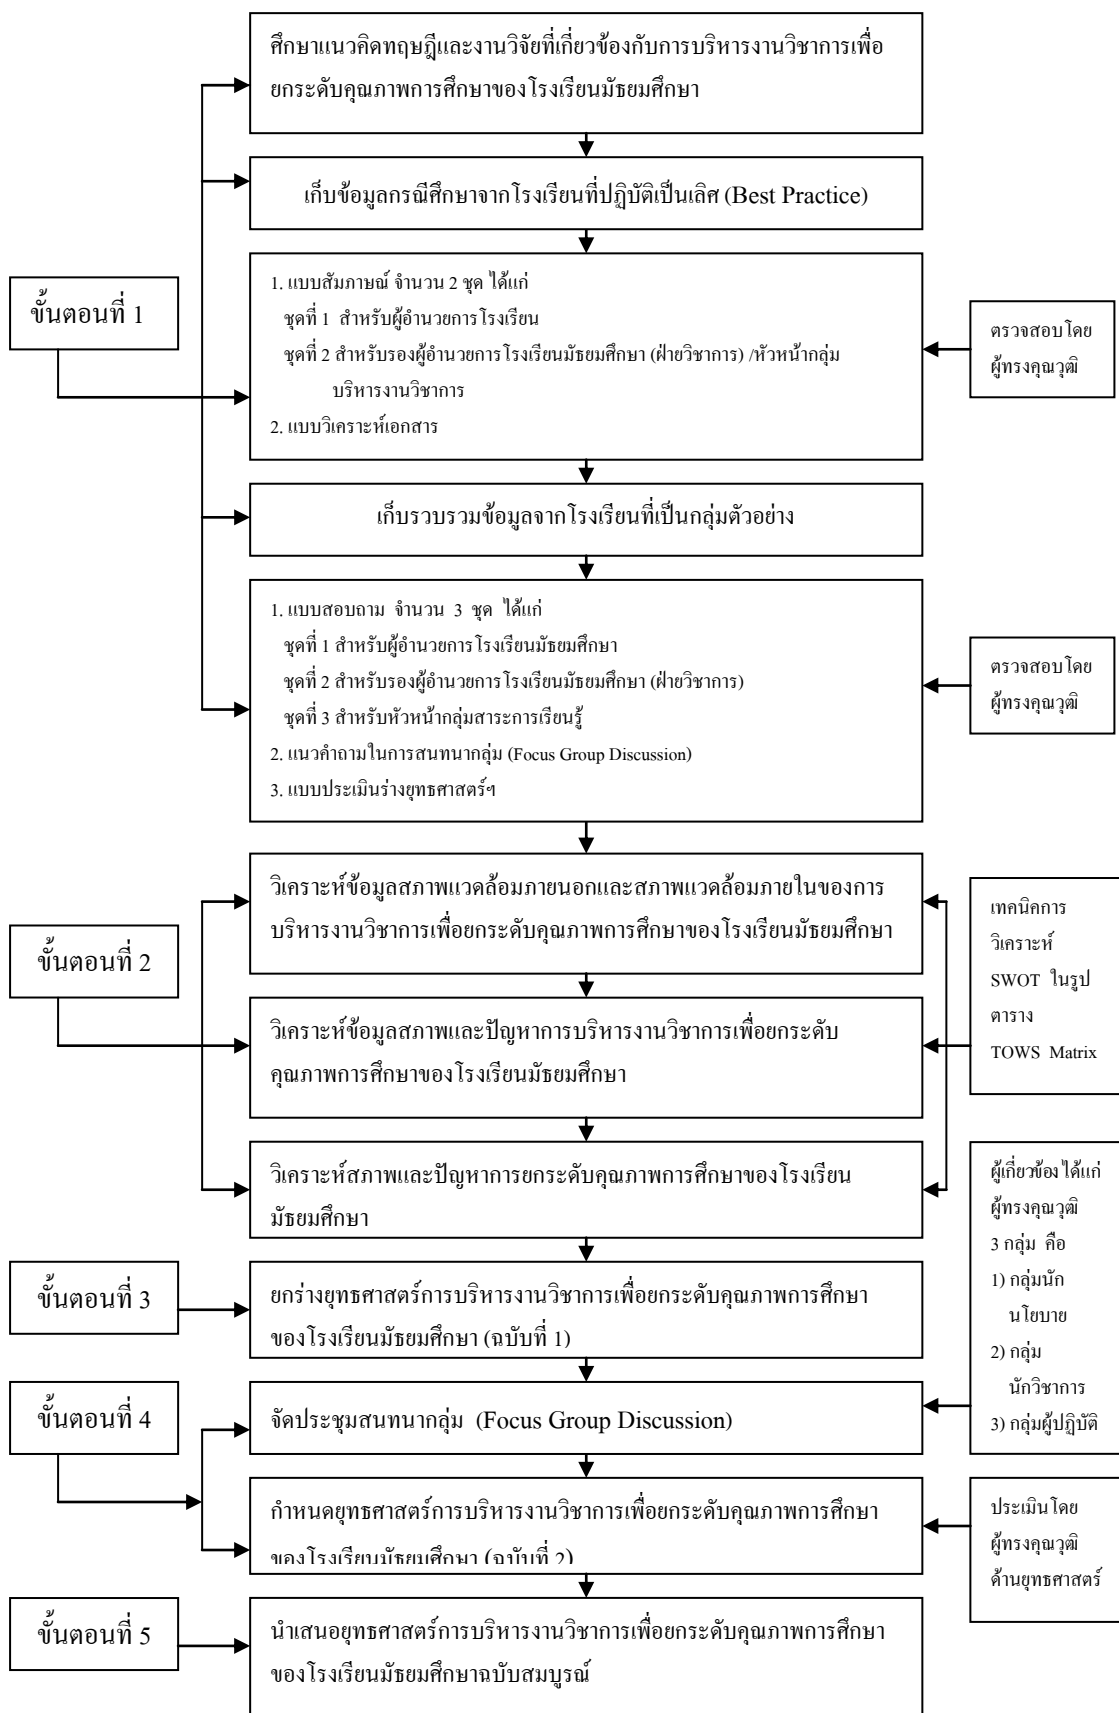 ศึกษาแนวคิดทฤษฎีและงานวิจัยที่เกี่ยวข้องกับการบริหารงานวิชาการเพื่อ
ยกระดับคุณภาพการศึกษาของโรงเรียนมัธยมศึกษา
เก็บข้อมูลกรณีศึกษาจากโรงเรียนที่ปฏิบัติเป็นเลิศ (Best Practice)
ขั้นตอนที่ 1
1. แบบสัมภาษณ์ จำนวน 2 ชุด ได้แก่
ชุดที่ 1 สำหรับผู้อำนวยการโรงเรียน
ชุดที่ 2 สำหรับรองผู้อำนวยการโรงเรียนมัธยมศึกษา (ฝ่ายวิชาการ) /หัวหน้ากลุ่ม
บริหารงานวิชาการ
2. แบบวิเคราะห์เอกสาร
ตรวจสอบโดย
ผู้ทรงคุณวุฒิ
เก็บรวบรวมข้อมูลจากโรงเรียนที่เป็นกลุ่มตัวอย่าง
1. แบบสอบถาม จำนวน 3 ชุด ได้แก่
ชุดที่ 1 สำหรับผู้อำนวยการโรงเรียนมัธยมศึกษา
ชุดที่ 2 สำหรับรองผู้อำนวยการโรงเรียนมัธยมศึกษา (ฝ่ายวิชาการ)
ชุดที่ 3 สำหรับหัวหน้ากลุ่มสาระการเรียนรู้
2. แนวคำถามในการสนทนากลุ่ม (Focus Group Discussion)
3. แบบประเมินร่างยุทธศาสตร์ฯ
ตรวจสอบโดย
ผู้ทรงคุณวุฒิ
ขั้นตอนที่ 2
วิเคราะห์ข้อมูลสภาพแวดล้อมภายนอกและสภาพแวดล้อมภายในของการ
บริหารงานวิชาการเพื่อยกระดับคุณภาพการศึกษาของโรงเรียนมัธยมศึกษา
วิเคราะห์ข้อมูลสภาพและปัญหาการบริหารงานวิชาการเพื่อยกระดับ
คุณภาพการศึกษาของโรงเรียนมัธยมศึกษา
วิเคราะห์สภาพและปัญหาการยกระดับคุณภาพการศึกษาของโรงเรียน
มัธยมศึกษา
เทคนิคการ
วิเคราะห์
SWOT ในรูป
ตาราง
TOWS Matrix
ขั้นตอนที่ 3
ยกร่างยุทธศาสตร์การบริหารงานวิชาการเพื่อยกระดับคุณภาพการศึกษา
ของโรงเรียนมัธยมศึกษา (ฉบับที่ 1)
ผู้เกี่ยวข้อง ได้แก่
ผู้ทรงคุณวุฒิ
3 กลุ่ม คือ
1) กลุ่มนัก
นโยบาย
2) กลุ่ม
นักวิชาการ
3) กลุ่มผู้ปฏิบัติ
ขั้นตอนที่ 4
จัดประชุมสนทนากลุ่ม (Focus Group Discussion)
กำหนดยุทธศาสตร์การบริหารงานวิชาการเพื่อยกระดับคุณภาพการศึกษา
ของโรงเรียนมัธยมศึกษา (ฉบับที่ 2)
ประเมินโดย
ผู้ทรงคุณวุฒิ
ด้านยุทธศาสตร์
ขั้นตอนที่ 5
นำเสนอยุทธศาสตร์การบริหารงานวิชาการเพื่อยกระดับคุณภาพการศึกษา
ของโรงเรียนมัธยมศึกษาฉบับสมบูรณ์